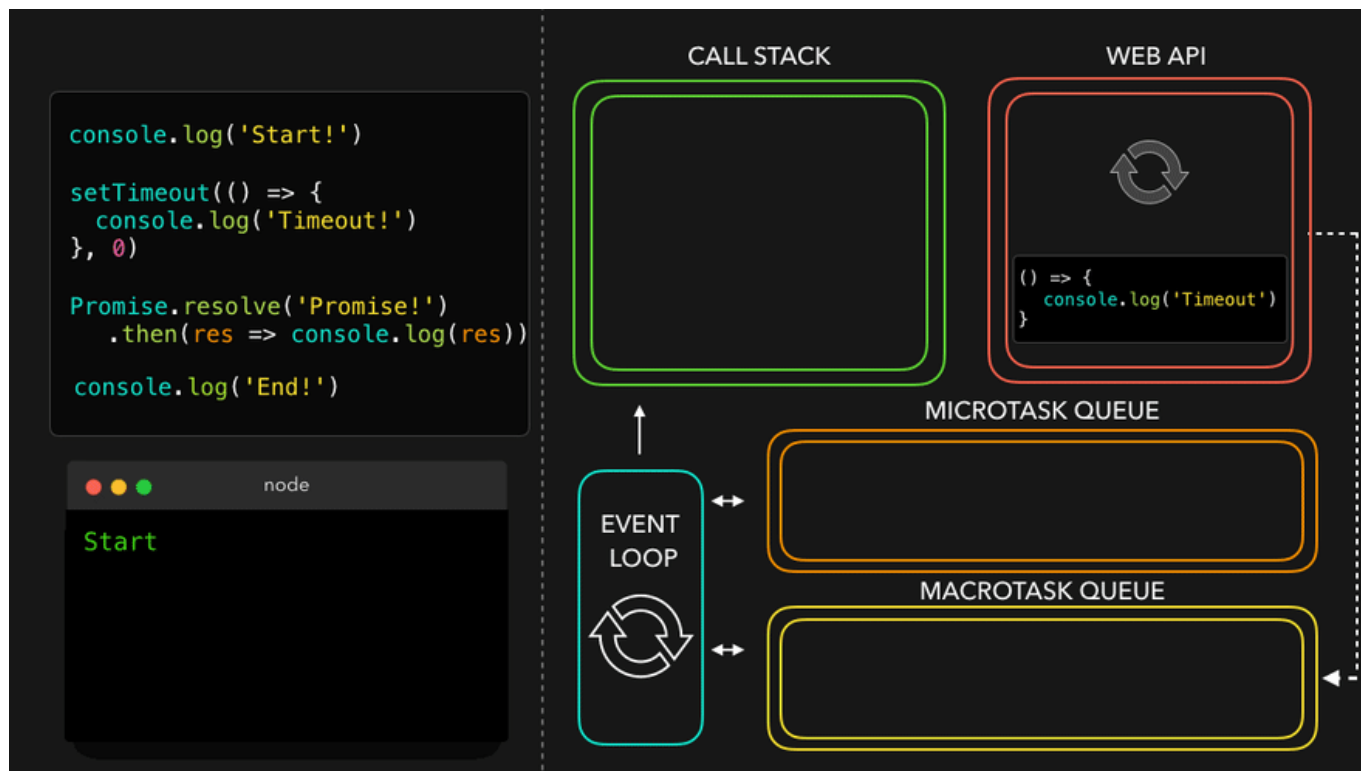 CALL STACK
WEB API
console.log('Start!')
setTimeout(() => {
  console.log('Timeout!')
}, 0)
Promise.resolve('Promise!')
   .then(res => console.log(res))
console.log('End!')
() => {
  console.log('Timeout')
}
MICROTASK QUEUE
node
Start
EVENT
LOOP
MACROTASK QUEUE